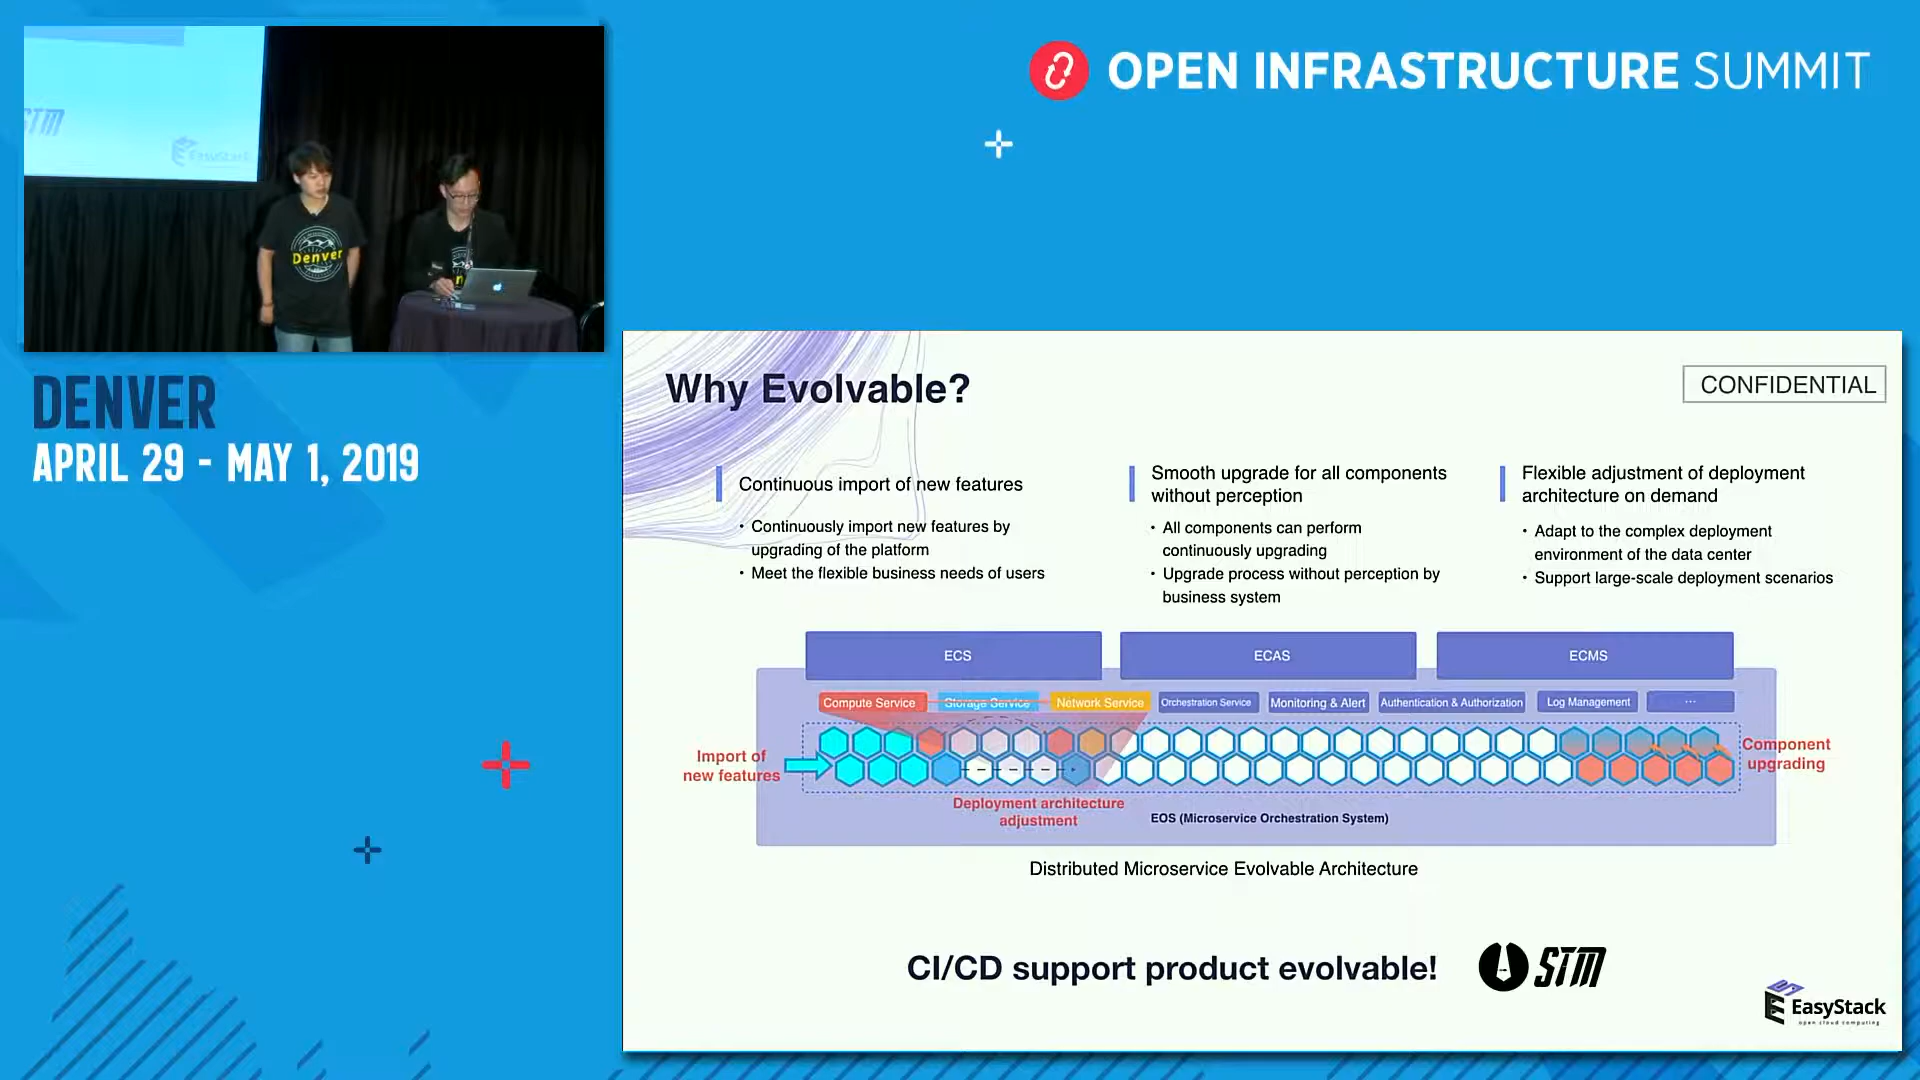 STM
EasyStack
Denver
OPEN INFRASTRUCTURE SUMMIT
DENVER
APRIL 29 - MAY 1, 2019
Why Evolvable?
CONFIDENTIAL
Continuous import of new features
• Continuously import new features by
upgrading of the platform
• Meet the flexible business needs of users
Smooth upgrade for all components
without perception
• All components can perform
continuously upgrading
• Upgrade process without perception by
business system
Flexible adjustment of deployment
architecture on demand
• Adapt to the complex deployment
environment of the data center
• Support large-scale deployment scenarios
ECS
ECAS
ECMS
Compute Service
Storage Service
Network Service
Orchestration Service
Monitoring & Alert
Authentication & Authorization
Log Management
...
Import of
new features
Component
upgrading
Deployment architecture
adjustment
EOS (Microservice Orchestration System)
Distributed Microservice Evolvable Architecture
CI/CD support product evolvable!
STM
EasyStack
open cloud computing